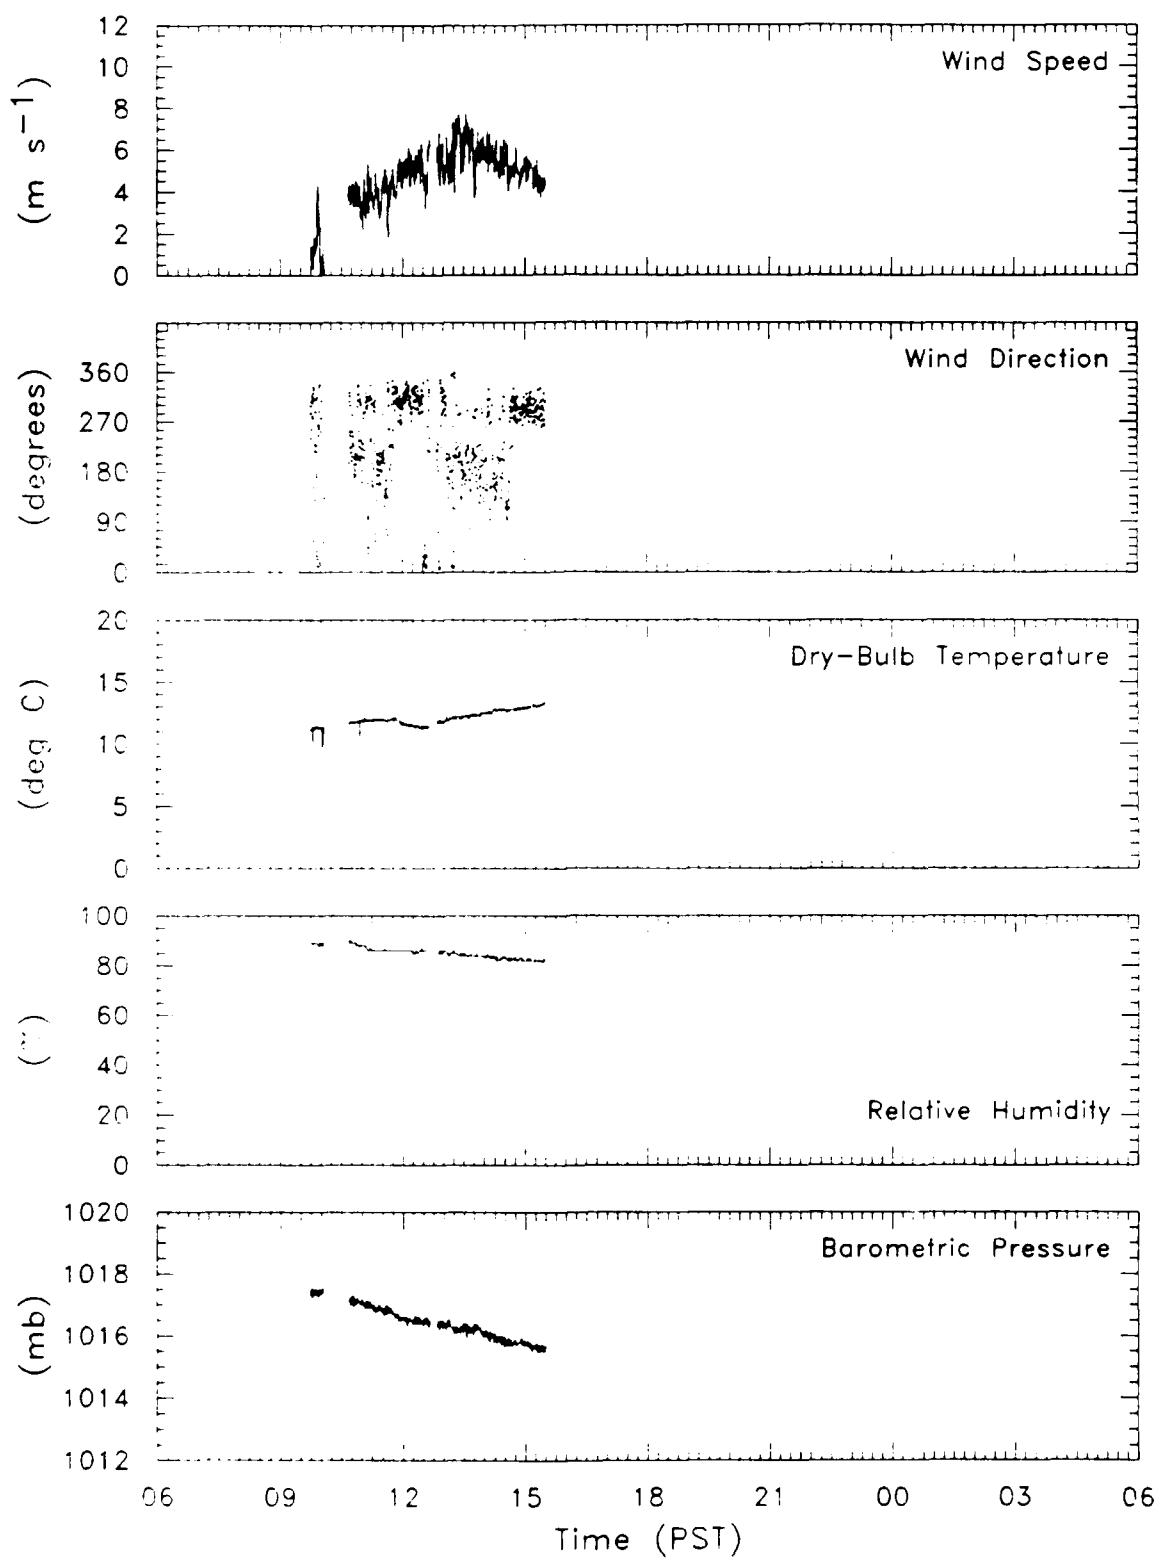 12
10
8
6
4
2
0
(m s−1)
Wind Speed
360
270
180
90
0
(degrees)
Wind Direction
20
15
10
5
0
(deg C)
Dry−Bulb Temperature
100
80
60
40
20
0
Relative Humidity
1020
1018
1016
1014
1012
(mb)
Barometric Pressure
06 09 12 15 18 21 00 03 06
Time (PST)